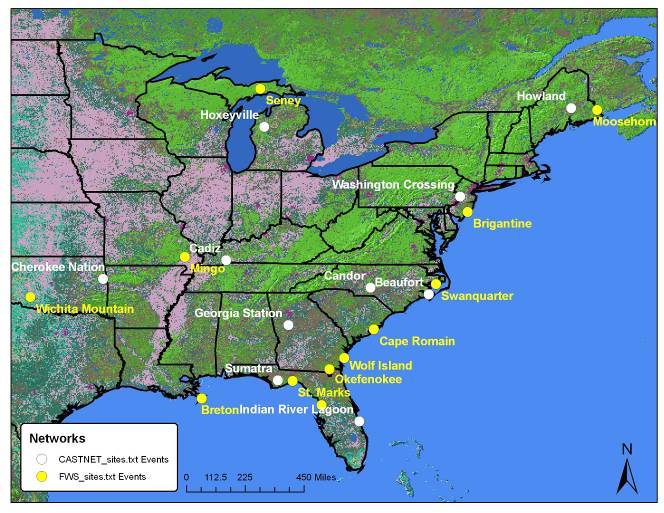 Howland
Seney
Moosehorn
Hoxeyville
Washington Crossing
Brigantine
Cadiz
Mingo
Cherokee Nation
Candor
Beaufort
Swanquarter
Wichita Mountain
Georgia Station
Cape Romain
Wolf Island
Sumatra
Okefenokee
St. Marks
Breton
Indian River Lagoon
Networks
CASTNET_sites.txt Events
FWS_sites.txt Events
0 112.5 225 450 Miles
N